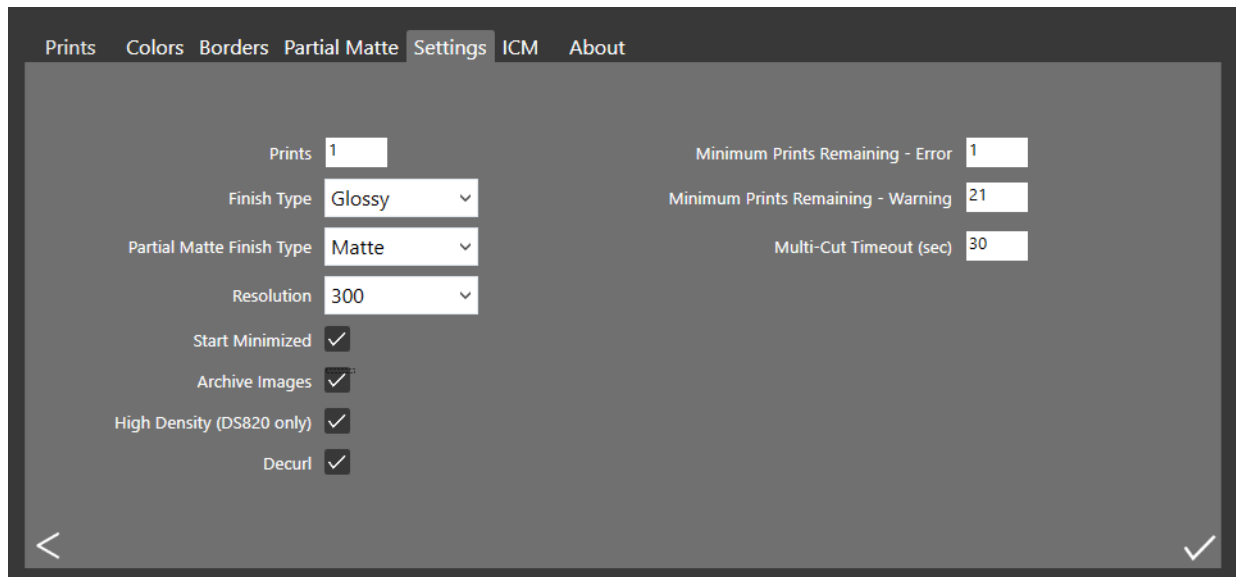 Prints Colors Borders Partial Matte Settings ICM About
Prints 1
Finish Type Glossy
Partial Matte Finish Type Matte
Resolution 300
Start Minimized
Archive Images
High Density (DS820 only)
Decurl
Minimum Prints Remaining - Error 1
Minimum Prints Remaining - Warning 21
Multi-Cut Timeout (sec) 30